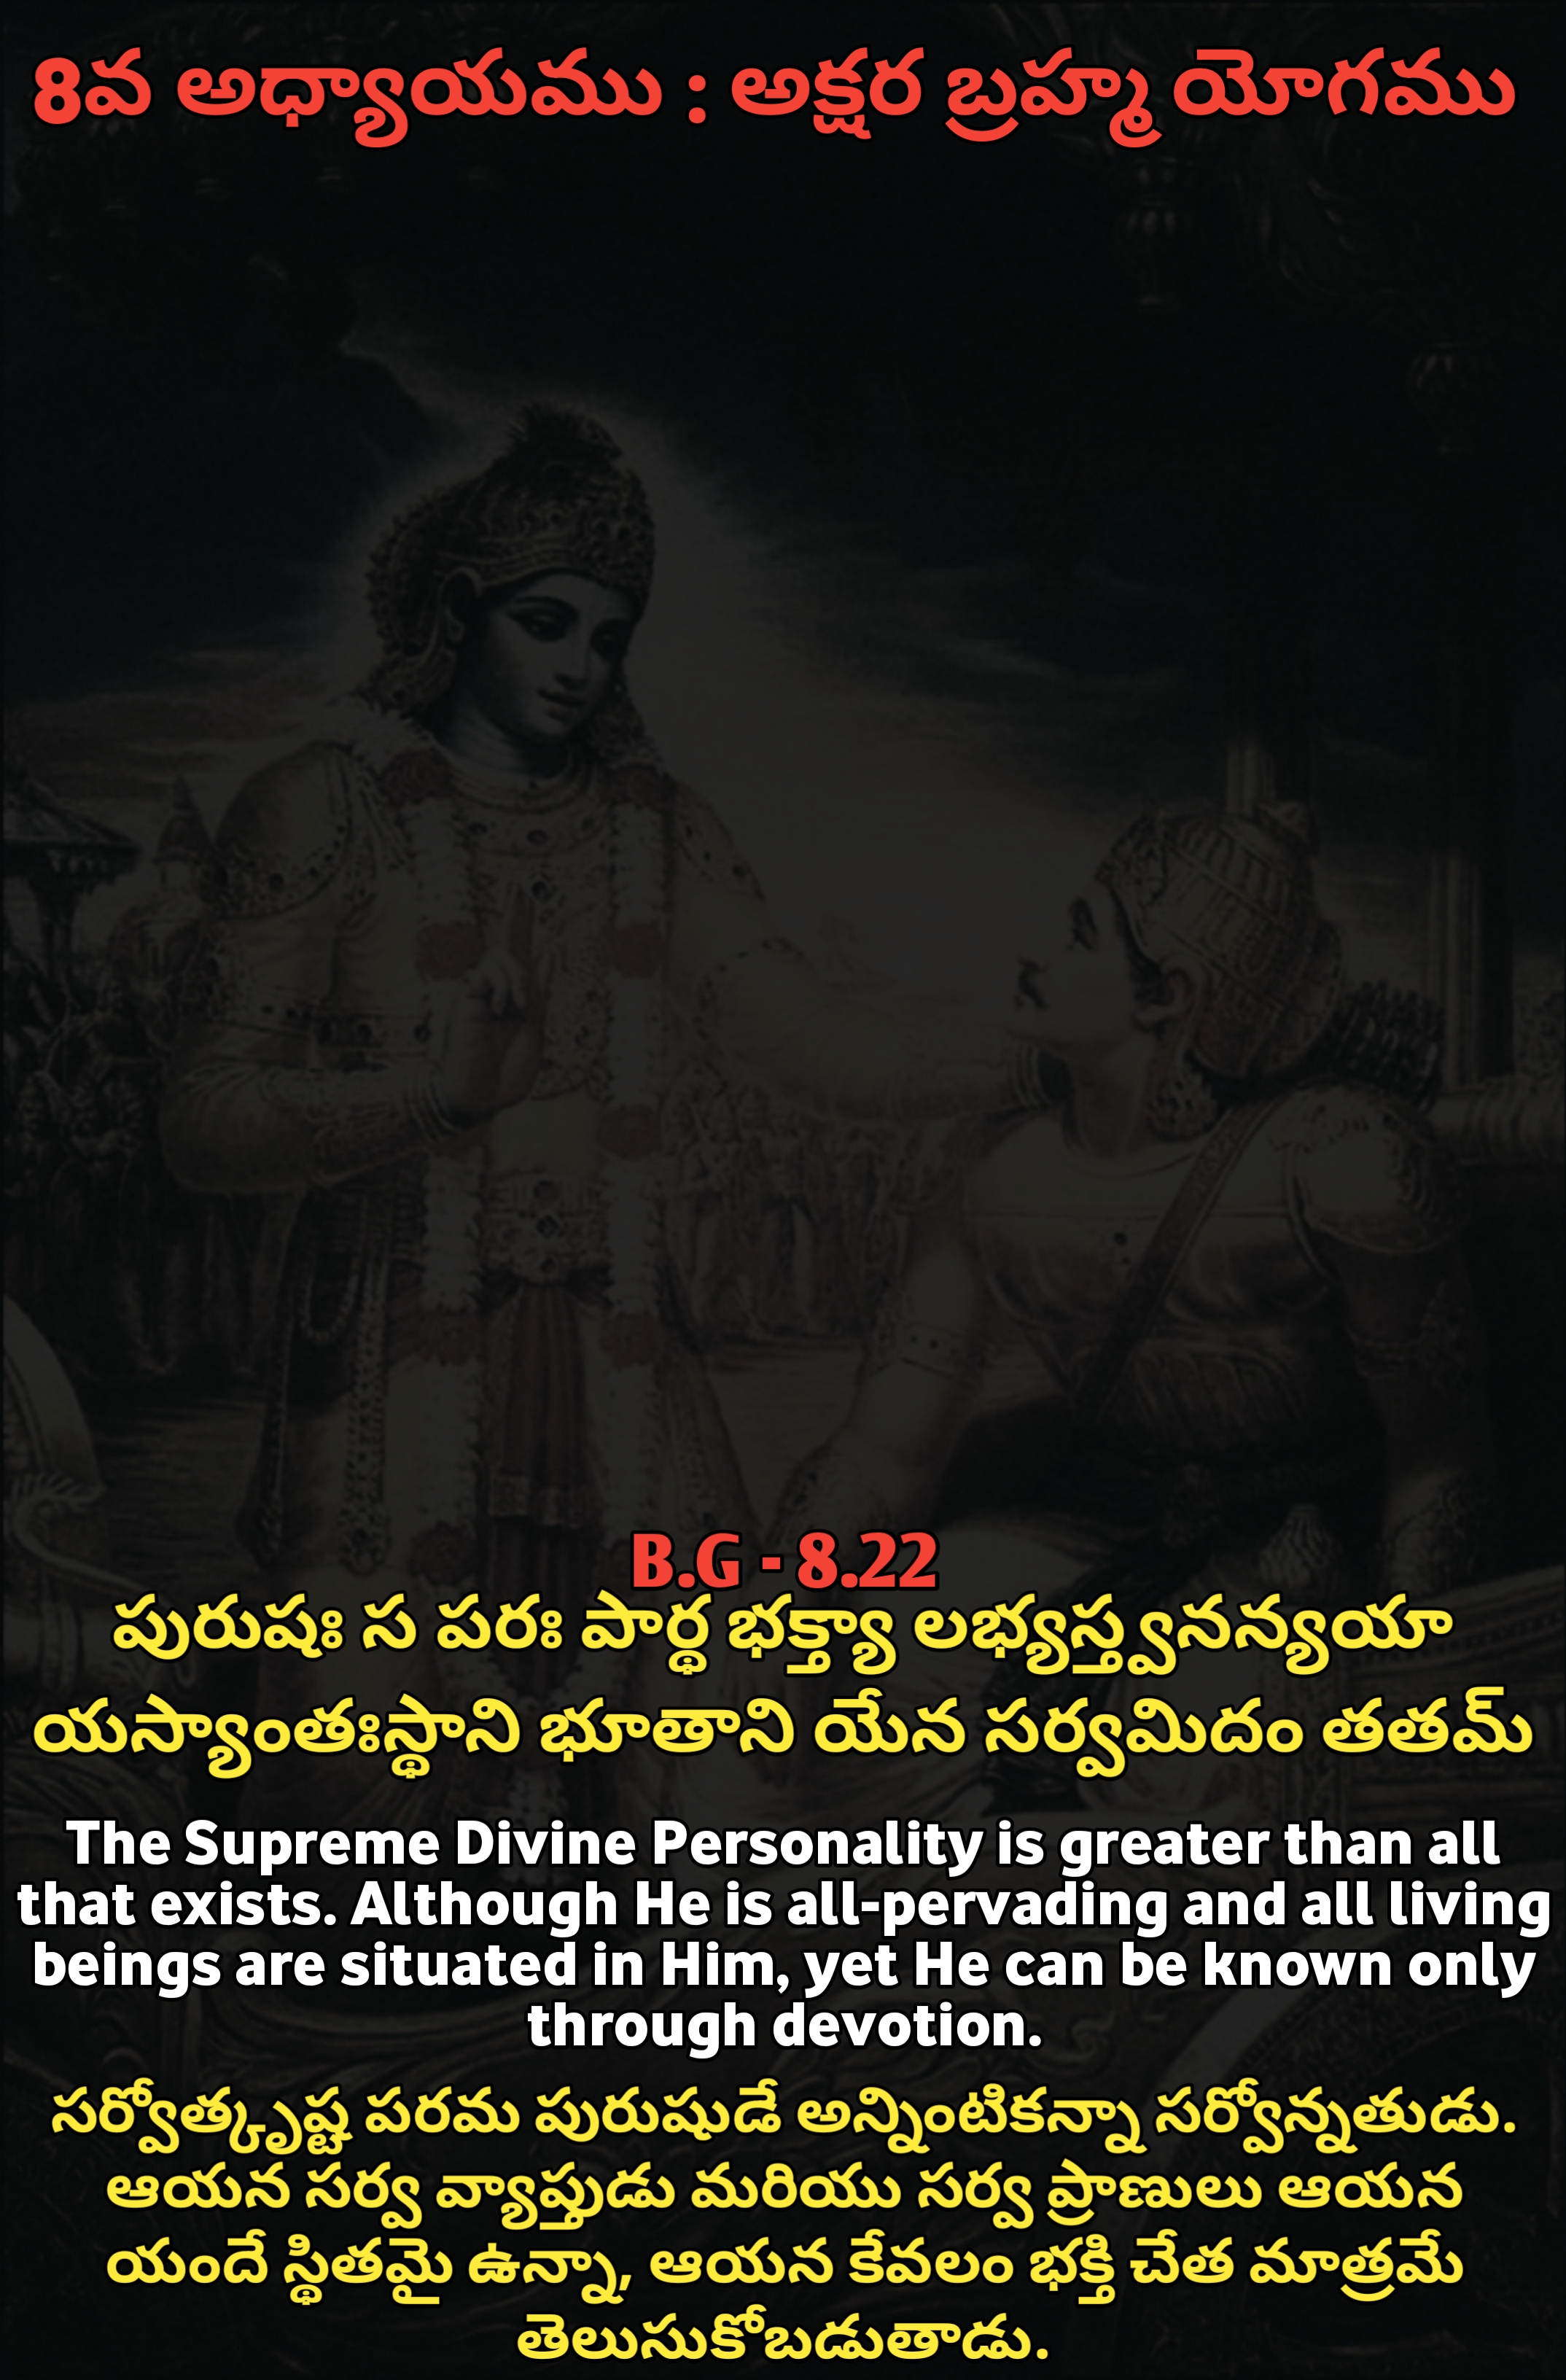 8వ అధ్యాయము : అక్షర బ్రహ్మ యోగము
B.G - 8.22
పురుషః స పరః పార్థ భక్త్యా లభ్యస్త్వనన్యయా
యస్యాంతఃస్థాని భూతాని యేన సర్వమిదం తతమ్
The Supreme Divine Personality is greater than all
that exists. Although He is all-pervading and all living
beings are situated in Him, yet He can be known only
through devotion.
సర్వోత్కృష్ట పరమ పురుషుడే అన్నింటికన్నా సర్వోన్నతుడు.
ఆయన సర్వ వ్యాప్తుడు మరియు సర్వ ప్రాణులు ఆయన
యందే స్థితమై ఉన్నా, ఆయన కేవలం భక్తి చేత మాత్రమే
తెలుసుకోబడుతాడు.